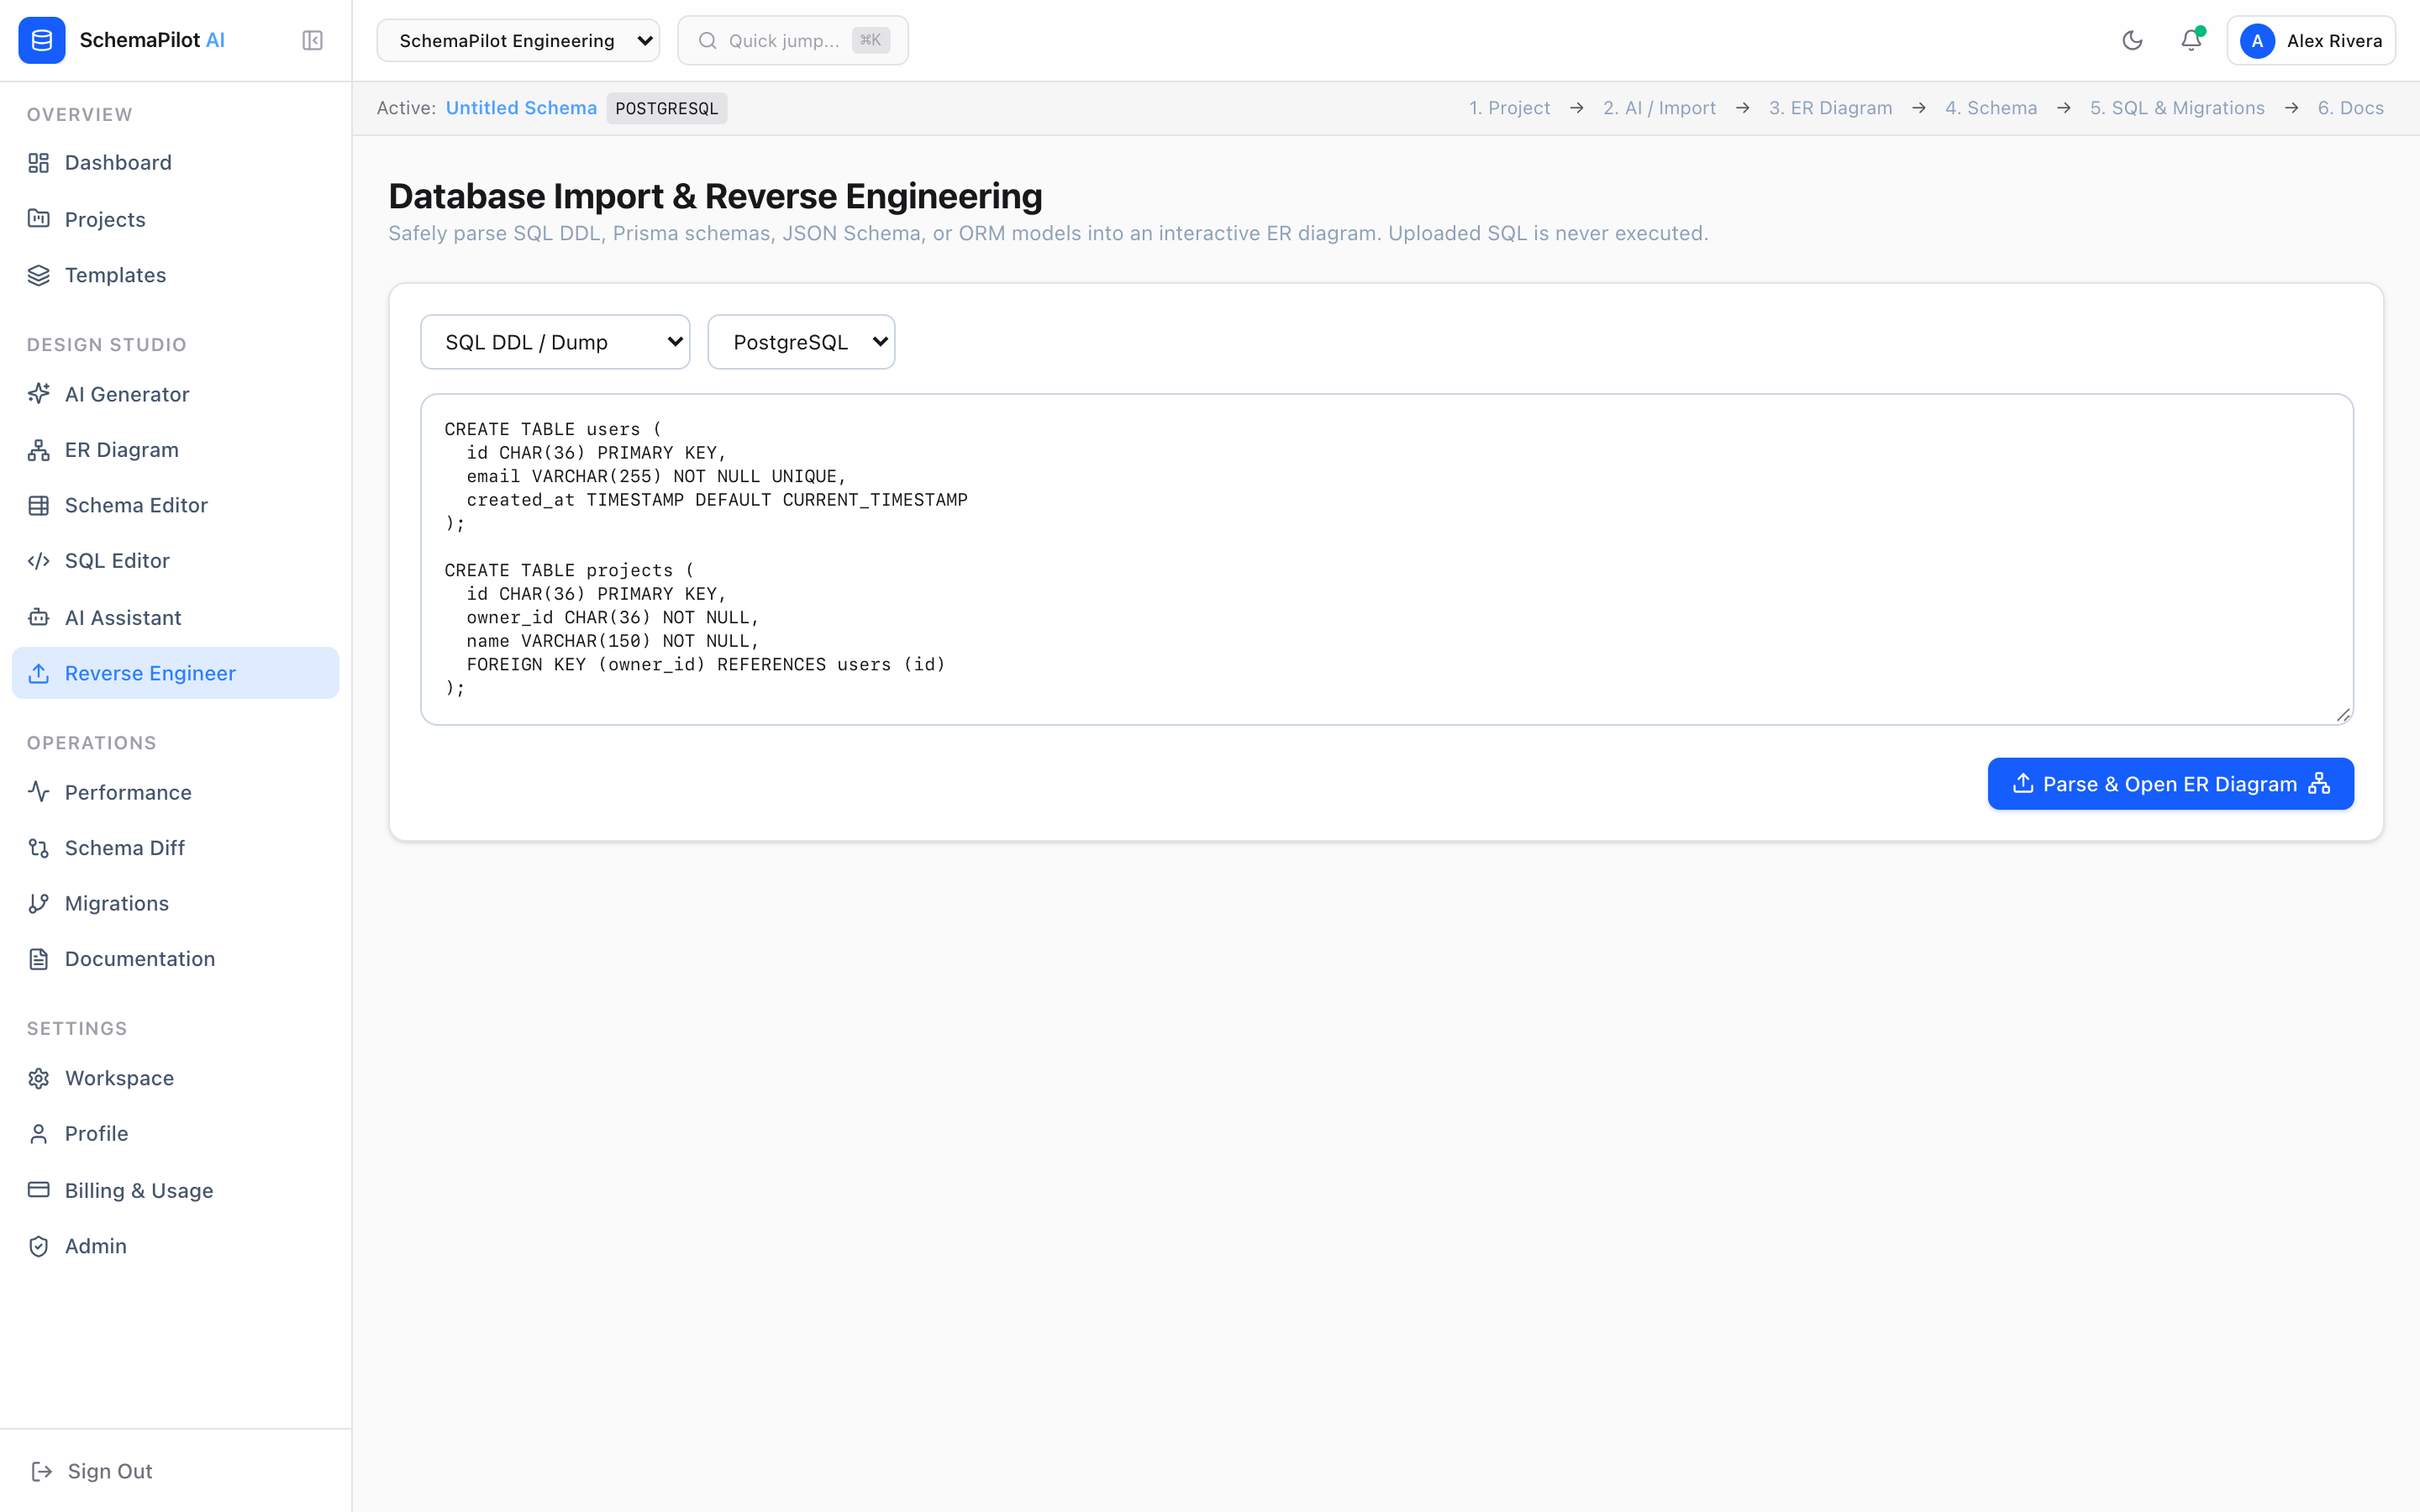 SchemaPilot AI
SchemaPilot Engineering
Quick jump... ⌘K
A Alex Rivera
Active: Untitled Schema POSTGRESQL
1. Project → 2. AI / Import → 3. ER Diagram → 4. Schema → 5. SQL & Migrations → 6. Docs
OVERVIEW
Dashboard
Projects
Templates
DESIGN STUDIO
AI Generator
ER Diagram
Schema Editor
SQL Editor
AI Assistant
Reverse Engineer
OPERATIONS
Performance
Schema Diff
Migrations
Documentation
SETTINGS
Workspace
Profile
Billing & Usage
Admin
Sign Out
Database Import & Reverse Engineering
Safely parse SQL DDL, Prisma schemas, JSON Schema, or ORM models into an interactive ER diagram. Uploaded SQL is never executed.
SQL DDL / Dump
PostgreSQL
CREATE TABLE users (
  id CHAR(36) PRIMARY KEY,
  email VARCHAR(255) NOT NULL UNIQUE,
  created_at TIMESTAMP DEFAULT CURRENT_TIMESTAMP
);
CREATE TABLE projects (
  id CHAR(36) PRIMARY KEY,
  owner_id CHAR(36) NOT NULL,
  name VARCHAR(150) NOT NULL,
  FOREIGN KEY (owner_id) REFERENCES users (id)
);
Parse & Open ER Diagram